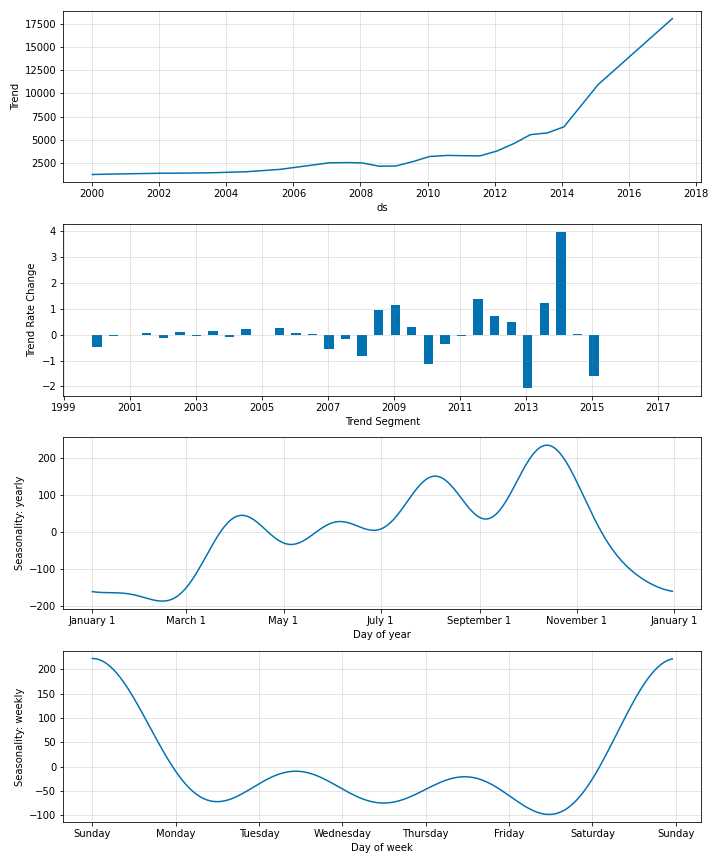 17500
15000
12500
10000
7500
5000
2500
Trend
2000 2002 2004 2006 2008 2010 2012 2014 2016 2018
ds
4
3
2
1
0
−1
−2
Trend Rate Change
1999 2001 2003 2005 2007 2009 2011 2013 2015 2017
Trend Segment
200
100
0
−100
−200
Seasonality: yearly
January 1 March 1 May 1 July 1 September 1 November 1 January 1
Day of year
200
150
100
50
0
−50
−100
Seasonality: weekly
Sunday Monday Tuesday Wednesday Thursday Friday Saturday Sunday
Day of week